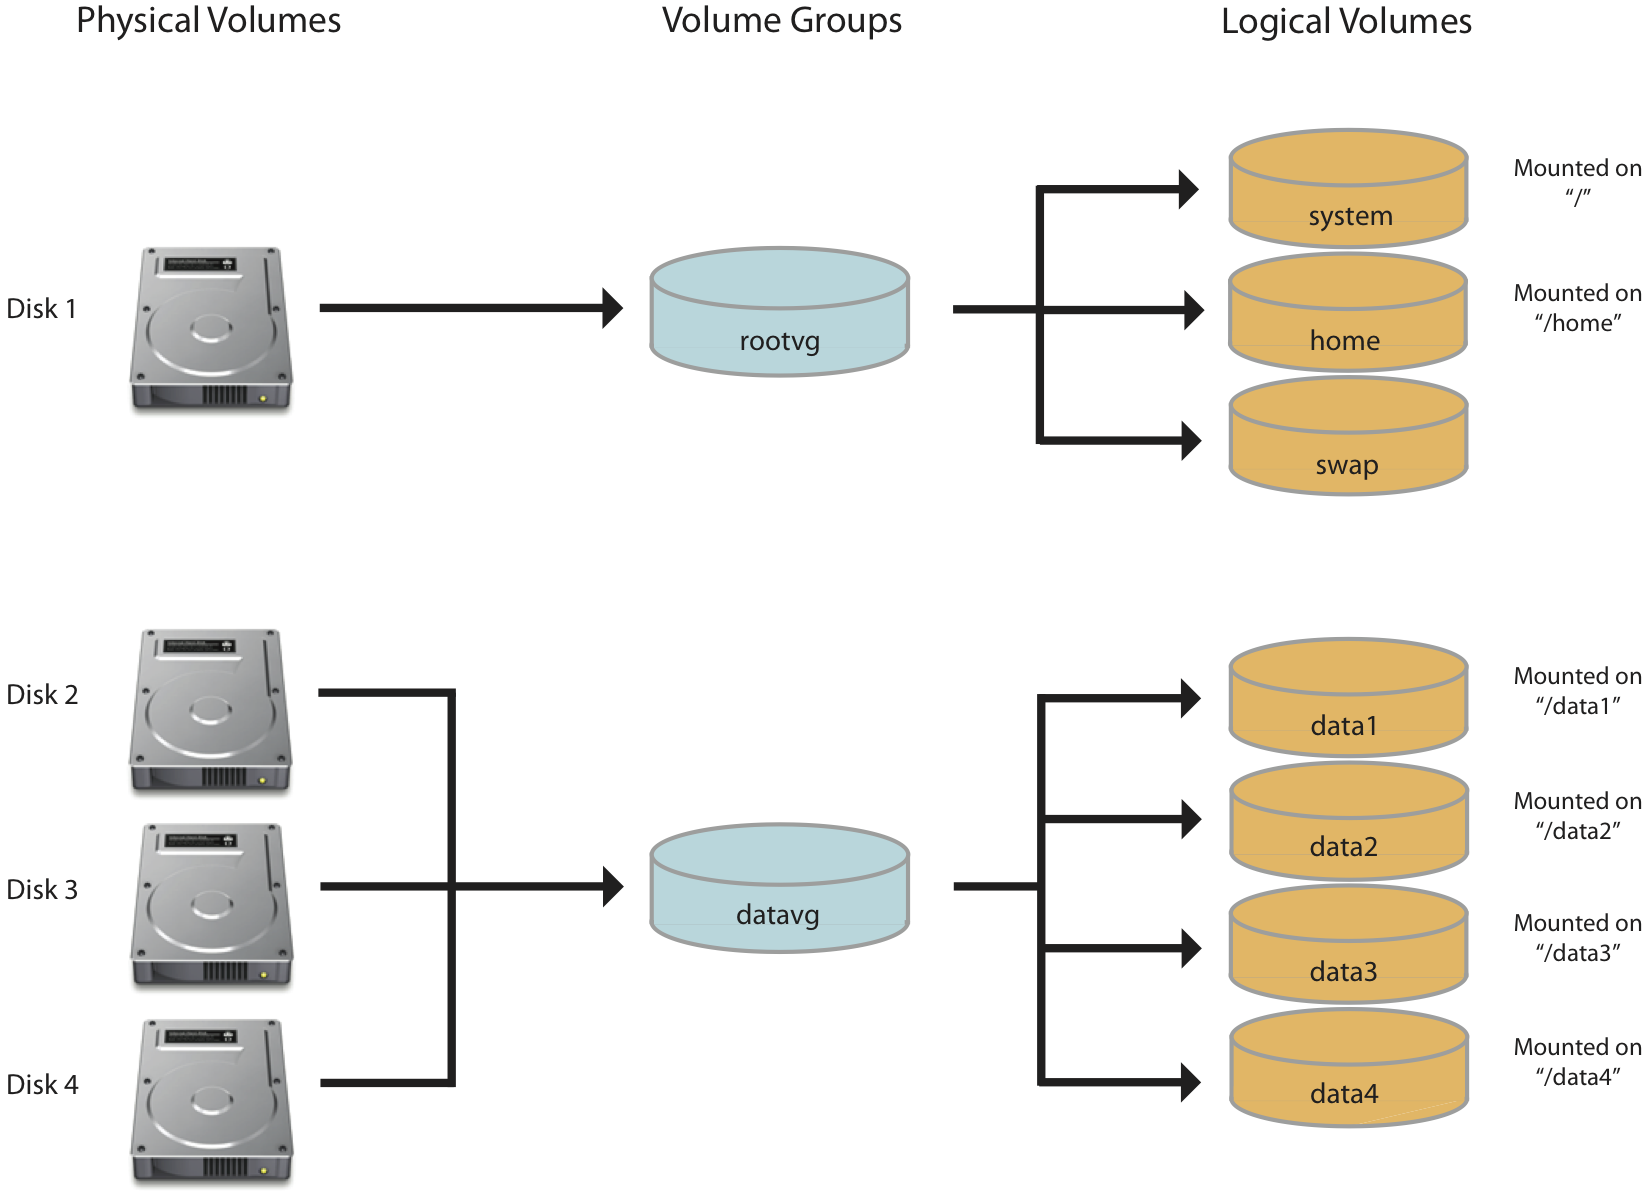 Physical Volumes
Volume Groups
Logical Volumes
Disk 1
rootvg
system
Mounted on
“/”
home
Mounted on
“/home”
swap
Disk 2
Disk 3
Disk 4
datavg
data1
Mounted on
“/data1”
data2
Mounted on
“/data2”
data3
Mounted on
“/data3”
data4
Mounted on
“/data4”